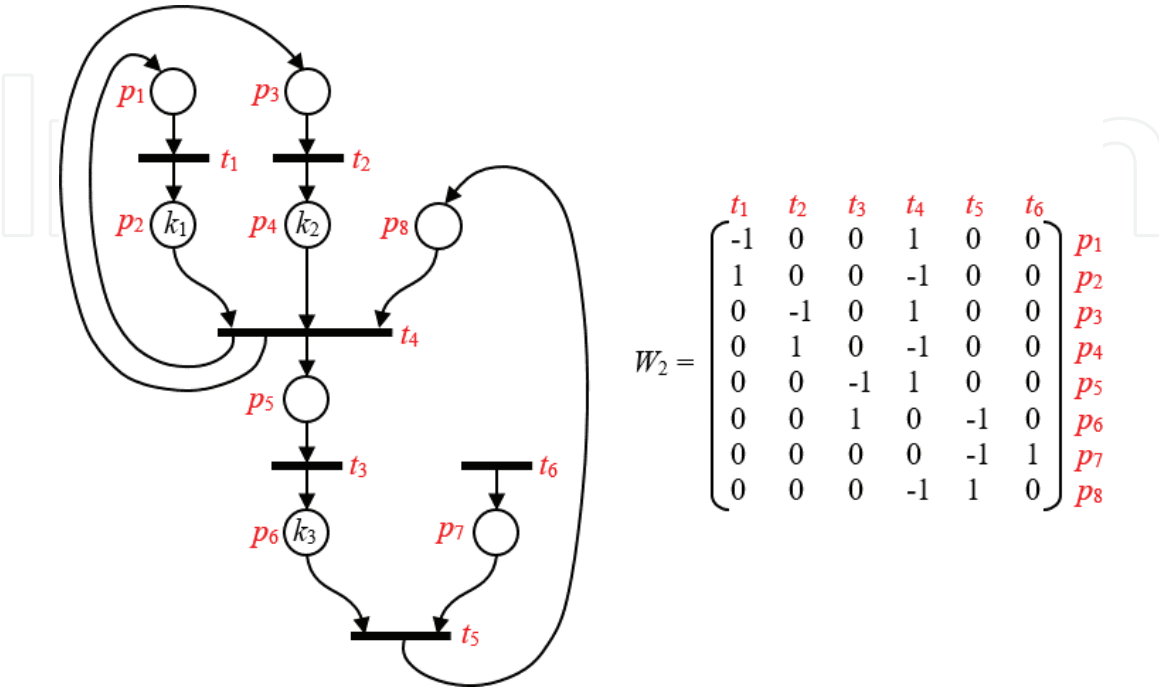 p1 p3
t1 t2
p2 k1 p4 k2 p8
t4
p5
t3 t6
p6 k3 p7
t5
t1 t2 t3 t4 t5 t6
-1 0 0 1 0 0 p1
1 0 0 -1 0 0 p2
0 -1 0 1 0 0 p3
0 1 0 -1 0 0 p4
W2 =
0 0 -1 1 0 0 p5
0 0 1 0 -1 0 p6
0 0 0 0 -1 1 p7
0 0 0 -1 1 0 p8